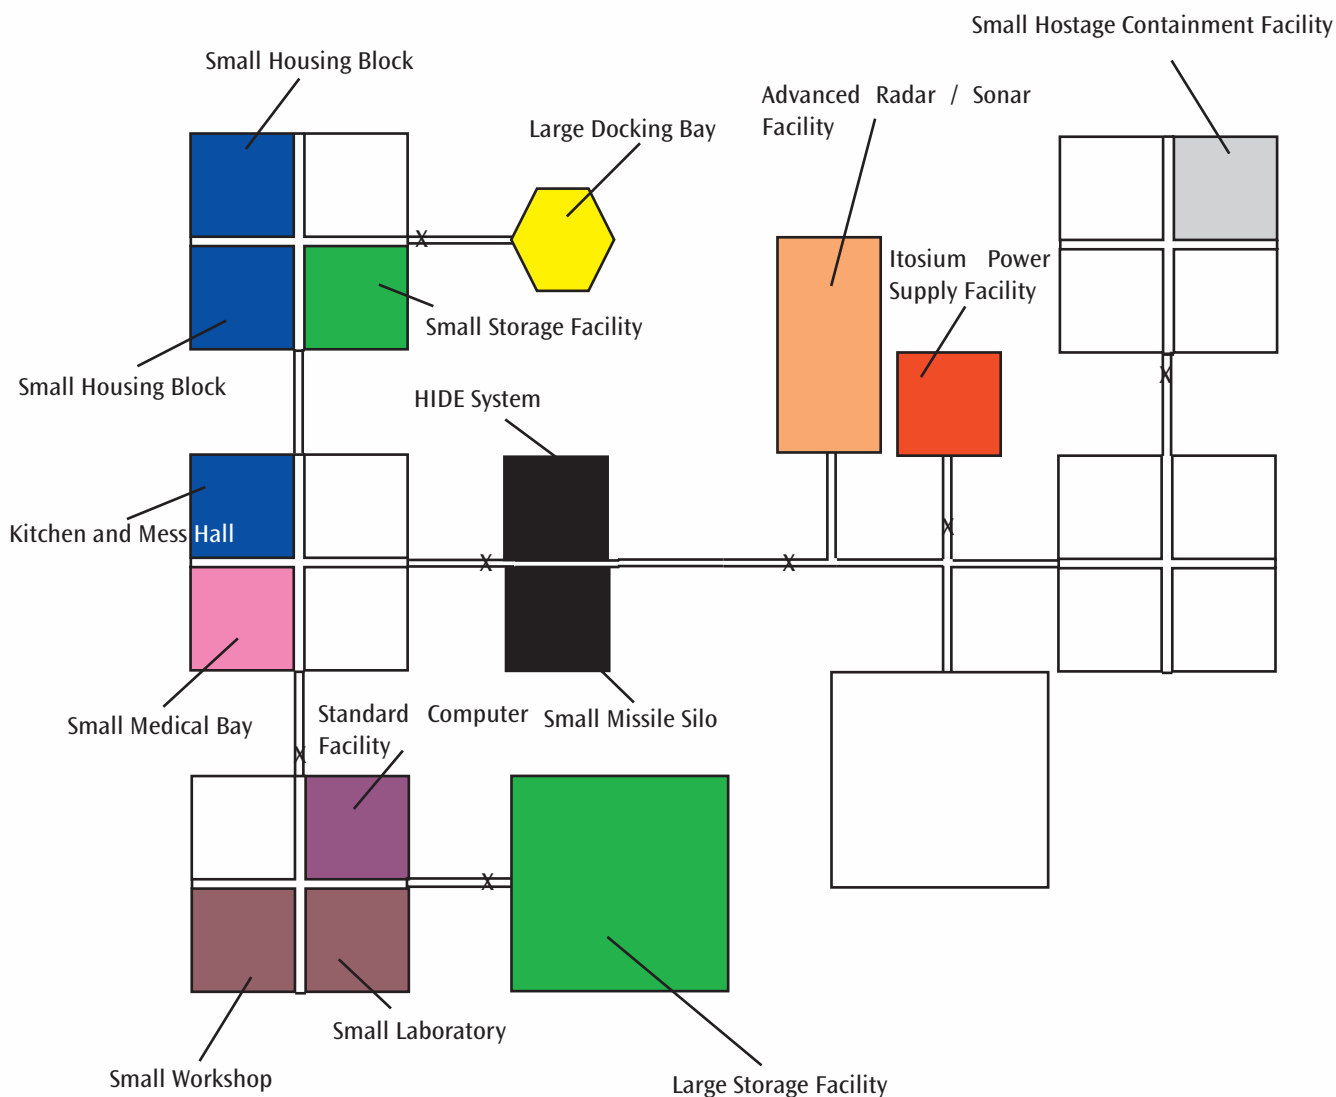 Small Hostage Containment Facility
Small Housing Block
Advanced Radar / Sonar
Facility
Large Docking Bay
Itosium Power
Supply Facility
X
Small Storage Facility
Small Housing Block
X
HIDE System
Kitchen and Mess Hall
X
X
X
Small Medical Bay
Standard Computer
Facility
Small Missile Silo
X
X
Small Laboratory
Small Workshop
Large Storage Facility